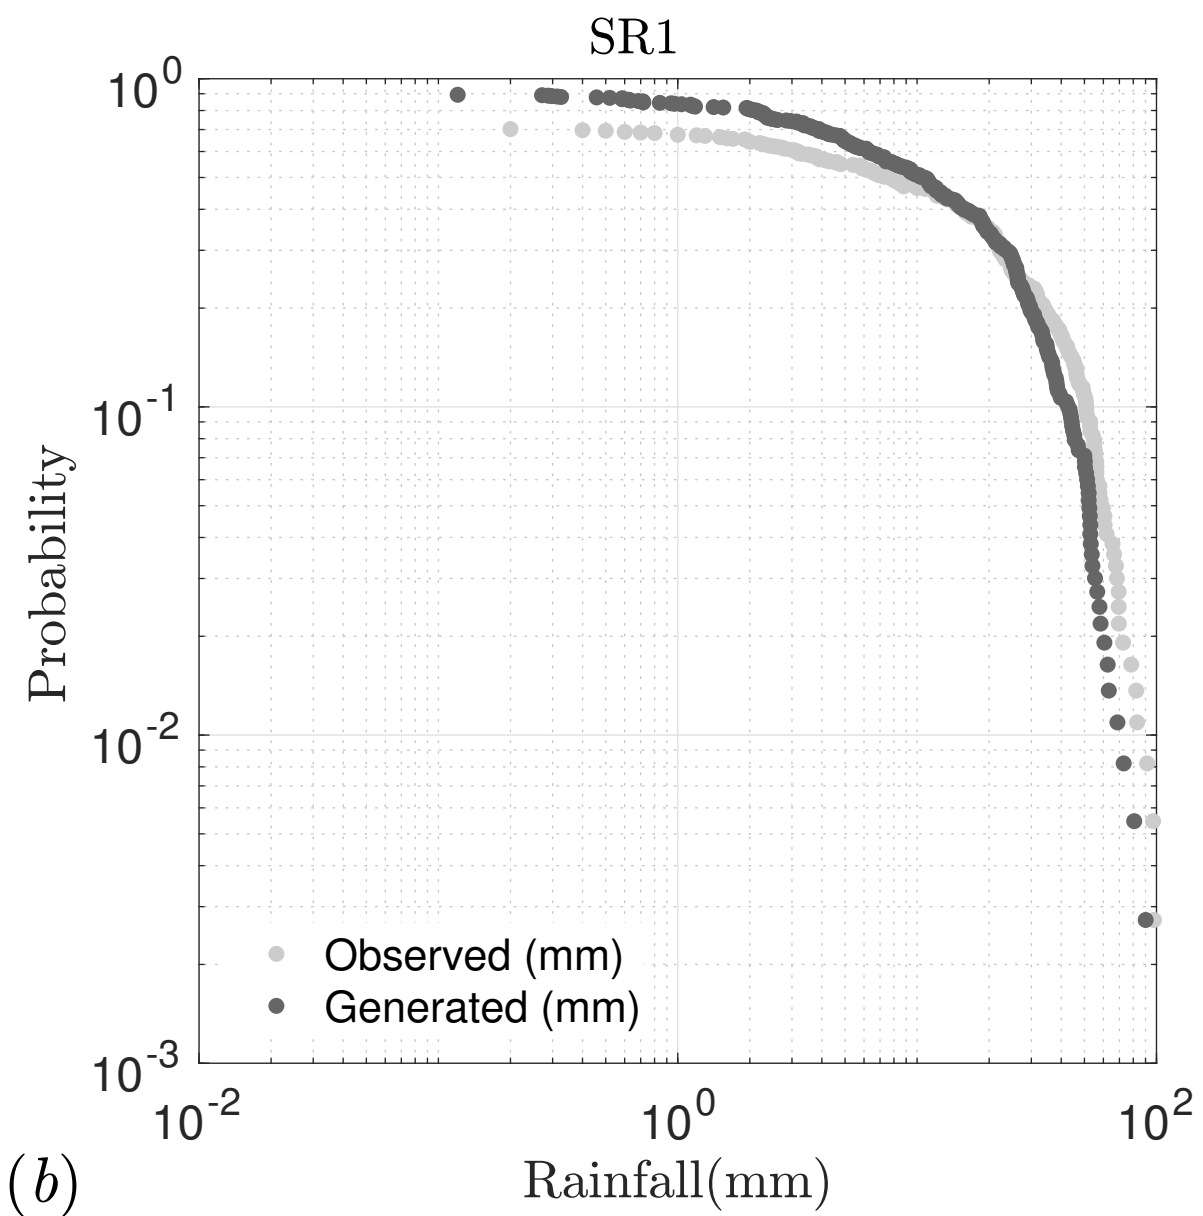 SR1
10^0
10^-1
10^-2
10^-3
Probability
Observed (mm)
Generated (mm)
10^-2 10^0 10^2
Rainfall(mm)
(b)